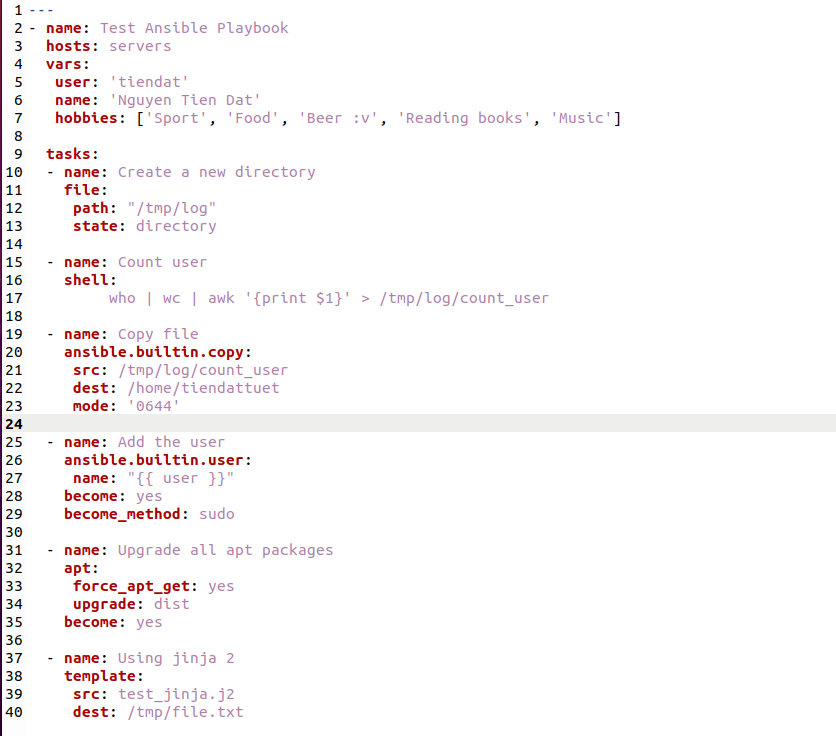 1 ---
2 - name: Test Ansible Playbook
3   hosts: servers
4   vars:
5    user: 'tiendat'
6    name: 'Nguyen Tien Dat'
7    hobbies: ['Sport', 'Food', 'Beer :v', 'Reading books', 'Music']
8
9   tasks:
10   - name: Create a new directory
11     file:
12      path: "/tmp/log"
13      state: directory
14
15   - name: Count user
16     shell:
17          who | wc | awk '{print $1}' > /tmp/log/count_user
18
19   - name: Copy file
20     ansible.builtin.copy:
21      src: /tmp/log/count_user
22      dest: /home/tiendattuet
23      mode: '0644'
24
25   - name: Add the user
26     ansible.builtin.user:
27      name: "{{ user }}"
28     become: yes
29     become_method: sudo
30
31   - name: Upgrade all apt packages
32     apt:
33      force_apt_get: yes
34      upgrade: dist
35     become: yes
36
37   - name: Using jinja 2
38     template:
39      src: test_jinja.j2
40      dest: /tmp/file.txt